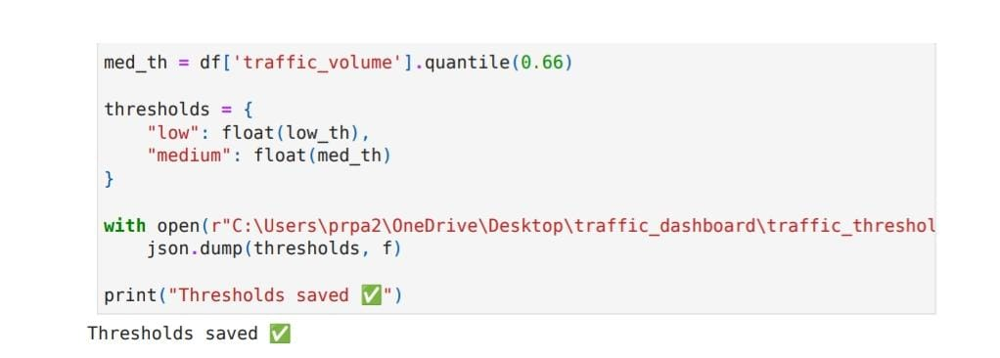 med_th = df['traffic_volume'].quantile(0.66)
thresholds = {
    "low": float(low_th),
    "medium": float(med_th)
}
with open(r"C:\Users\prpa2\OneDrive\Desktop\traffic_dashboard\traffic_threshol
    json.dump(thresholds, f)
print("Thresholds saved ✅")
Thresholds saved ✅